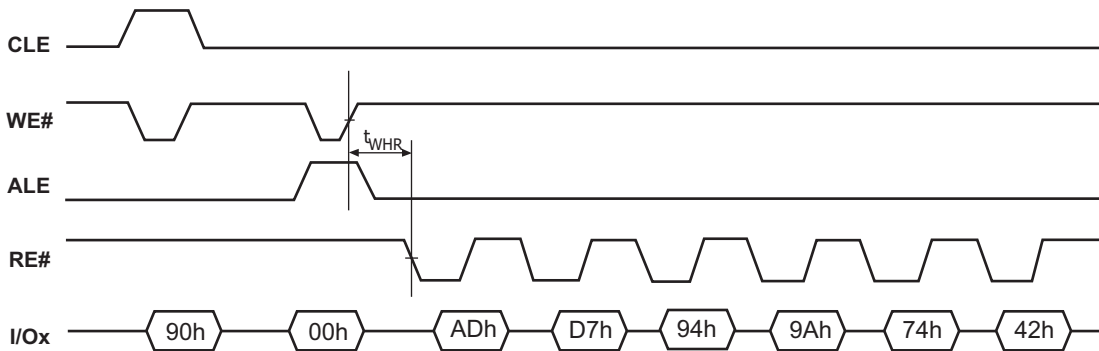 CLE
WE#
tWHR
ALE
RE#
I/Ox 90h 00h ADh D7h 94h 9Ah 74h 42h